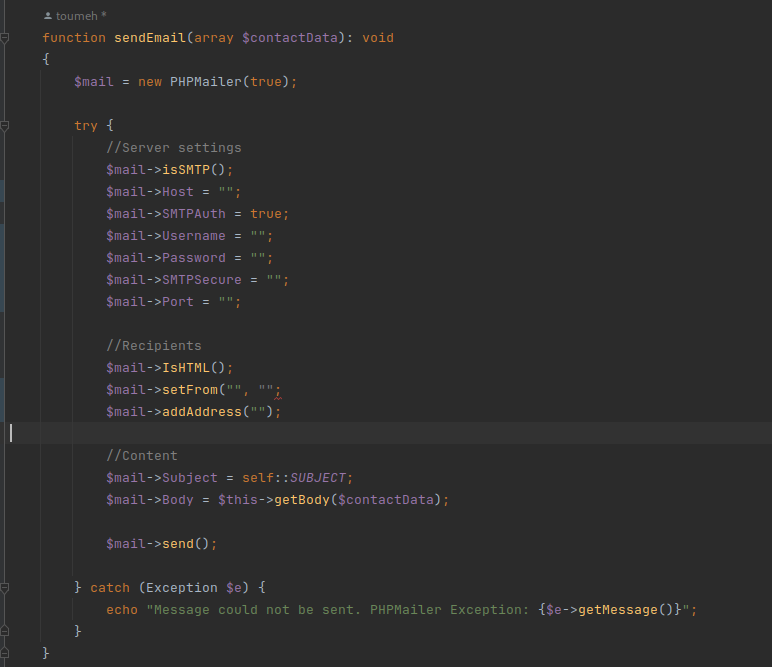 toumeh *
function sendEmail(array $contactData): void
{
    $mail = new PHPMailer(true);

    try {
        //Server settings
        $mail->isSMTP();
        $mail->Host = "";
        $mail->SMTPAuth = true;
        $mail->Username = "";
        $mail->Password = "";
        $mail->SMTPSecure = "";
        $mail->Port = "";

        //Recipients
        $mail->IsHTML();
        $mail->setFrom("", "";
        $mail->addAddress("");

        //Content
        $mail->Subject = self::SUBJECT;
        $mail->Body = $this->getBody($contactData);

        $mail->send();

    } catch (Exception $e) {
        echo "Message could not be sent. PHPMailer Exception: {$e->getMessage()}";
    }
}